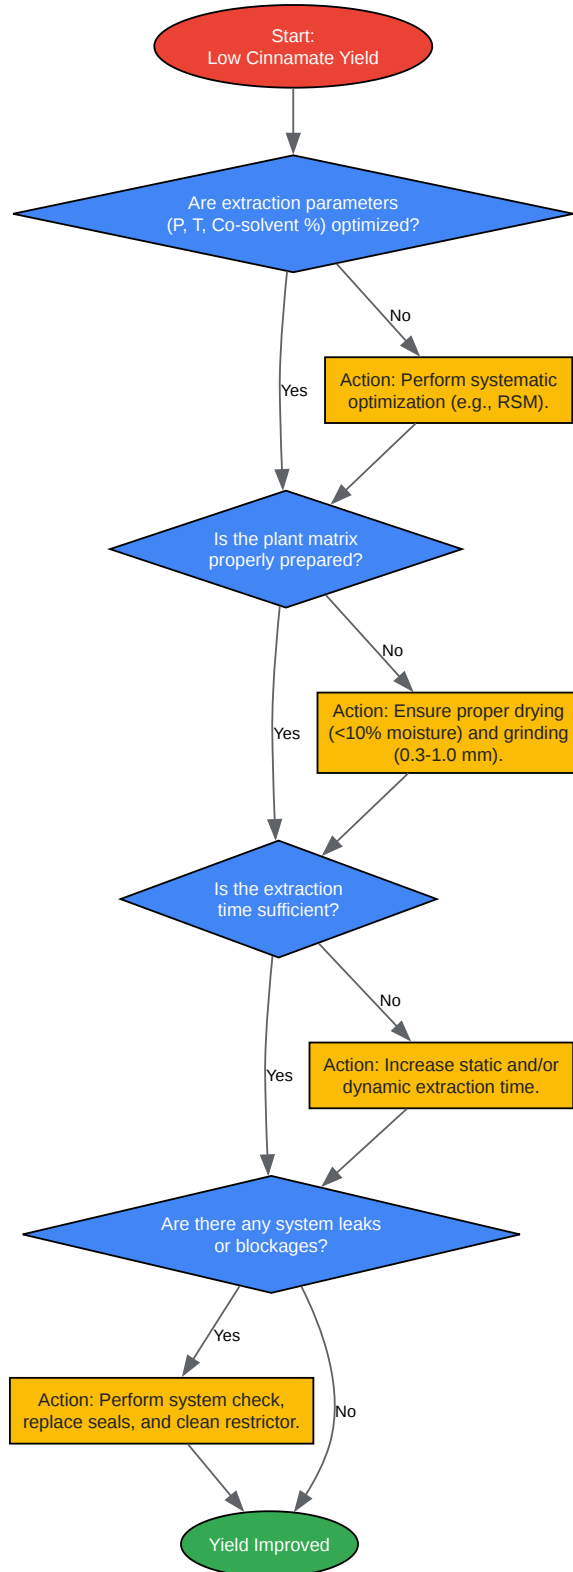 Start:
Low Cinnamate Yield
Are extraction parameters
(P, T, Co-solvent %) optimized?
No
Yes
Action: Perform systematic
optimization (e.g., RSM).
Is the plant matrix
properly prepared?
No
Yes
Action: Ensure proper drying
(<10% moisture) and grinding
(0.3-1.0 mm).
Is the extraction
time sufficient?
No
Yes
Action: Increase static and/or
dynamic extraction time.
Are there any system leaks
or blockages?
Yes
No
Action: Perform system check,
replace seals, and clean restrictor.
Yield Improved